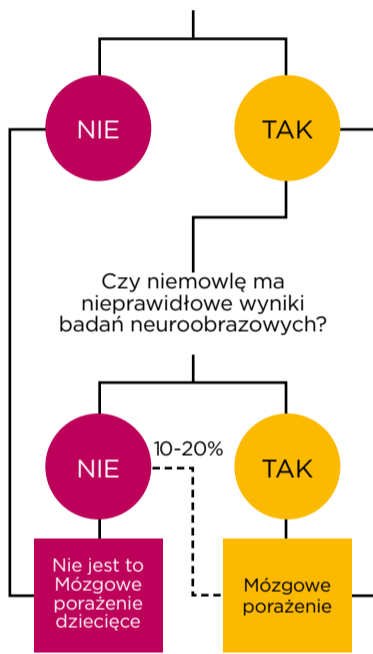 NIE
TAK
Czy niemowlę ma
nieprawidłowe wyniki
badań neuroobrazowych?
NIE
10-20%
TAK
Nie jest to
Mózgowe
porażenie
dziecięce
Mózgowe
porażenie